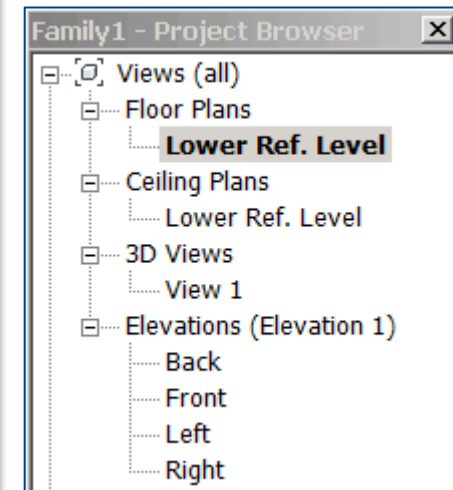 Family1 - Project Browser
Views (all)
Floor Plans
Lower Ref. Level
Ceiling Plans
Lower Ref. Level
3D Views
View 1
Elevations (Elevation 1)
Back
Front
Left
Right